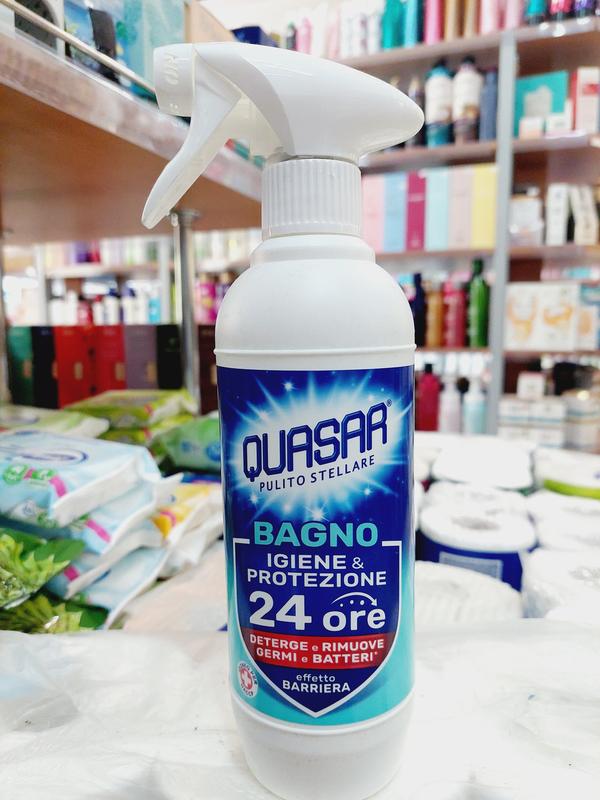 QUASAR®
PULITO STELLARE
BAGNO
IGIENE &
PROTEZIONE
24 ore
DETERGE e RIMUOVE
GERMI e BATTERI*
effetto
BARRIERA